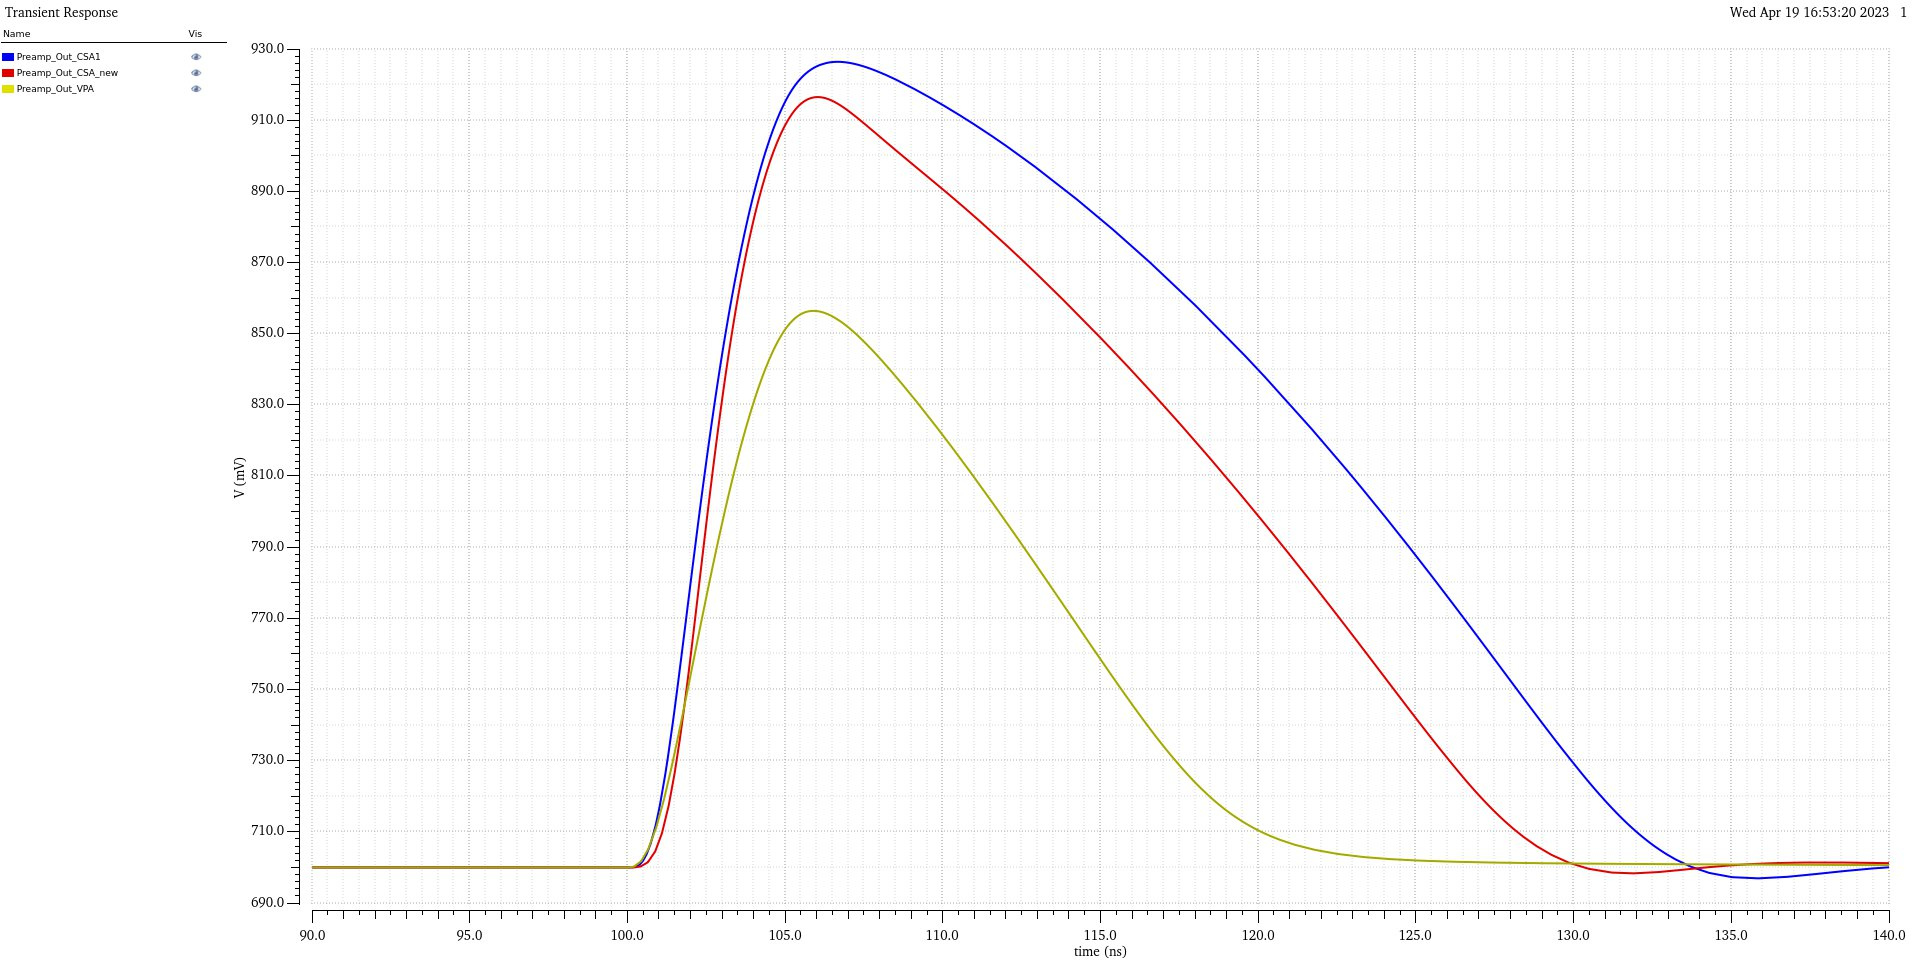 Transient Response
Wed Apr 19 16:53:20 2023 1
Name Vis
Preamp_Out_CSA1
Preamp_Out_CSA_new
Preamp_Out_VPA
930.0
910.0
890.0
870.0
850.0
830.0
810.0
V (mV)
790.0
770.0
750.0
730.0
710.0
690.0
90.0 95.0 100.0 105.0 110.0 115.0 120.0 125.0 130.0 135.0 140.0
time (ns)